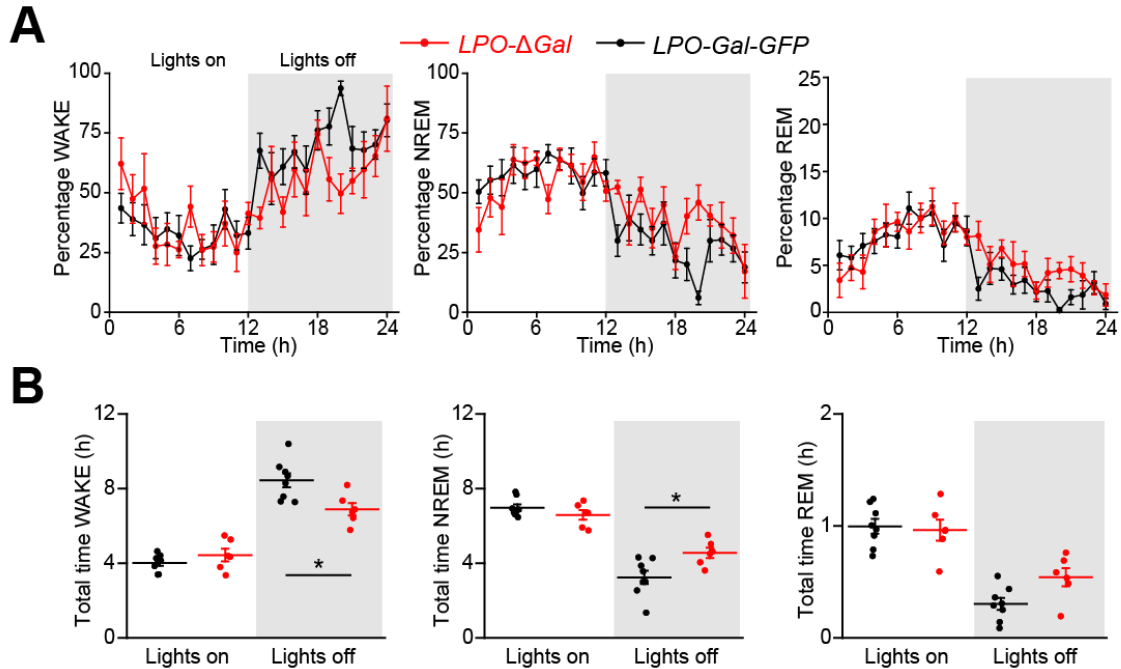 A
LPO-ΔGal
LPO-Gal-GFP
Lights on
Lights off
Percentage WAKE
100
75
50
25
0
0 6 12 18 24
Time (h)
Percentage NREM
100
75
50
25
0
0 6 12 18 24
Time (h)
Percentage REM
25
20
15
10
5
0
0 6 12 18 24
Time (h)
B
Total time WAKE (h)
12
8
4
0
*
Lights on Lights off
Total time NREM (h)
12
8
4
0
*
Lights on Lights off
Total time REM (h)
2
1
0
Lights on Lights off